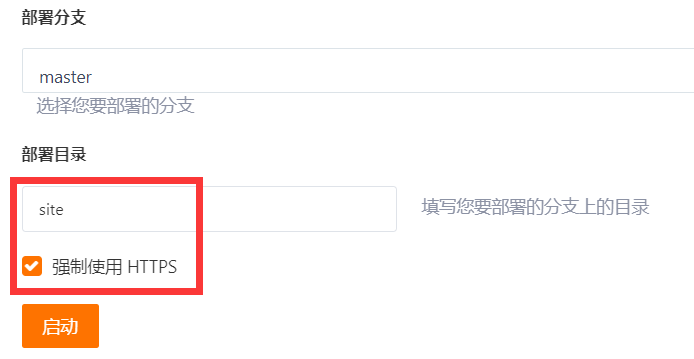 部署分支
master
选择您要部署的分支
部署目录
site
填写您要部署的分支上的目录
强制使用 HTTPS
启动